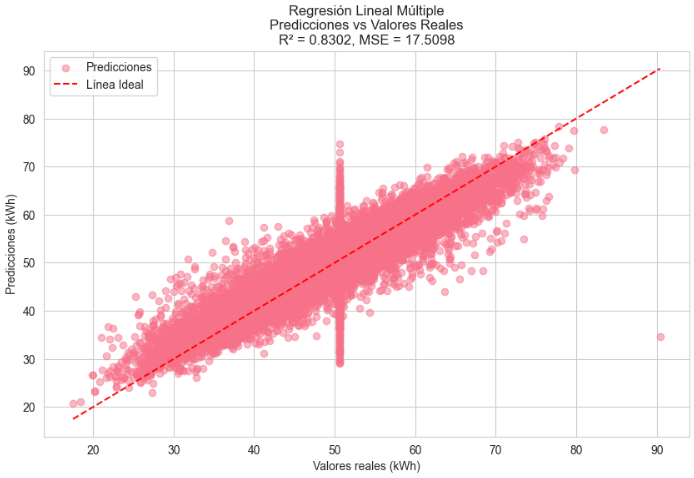 Regresión Lineal Múltiple
Predicciones vs Valores Reales
R² = 0.8302, MSE = 17.5098
Predicciones
Línea Ideal
Predicciones (kWh)
90
80
70
60
50
40
30
20
20 30 40 50 60 70 80 90
Valores reales (kWh)